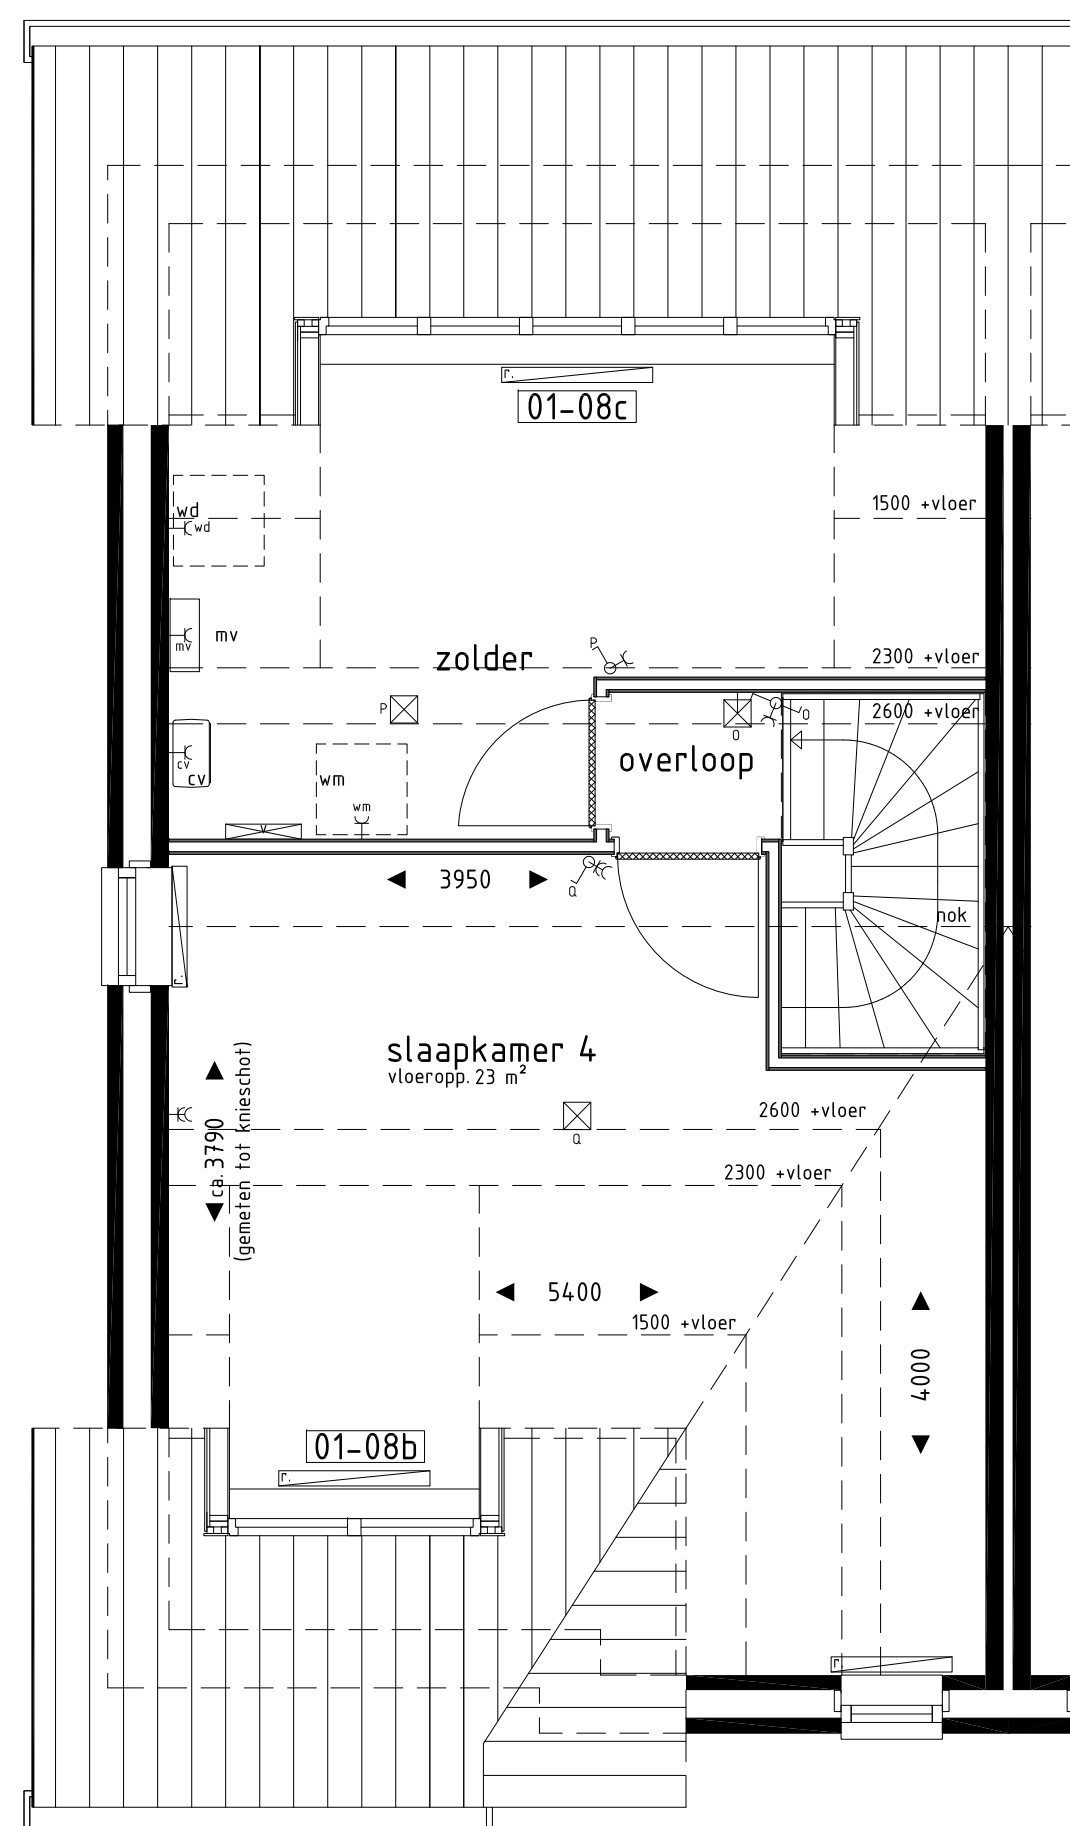 r.
01-08c
1500 +vloer
wd
wd
mv
mv
zolder
P
2300 +vloer
P
O
O
2600 +vloer
overloop
cv
cv
wm
wm
v
3950
Q
nok
r.
slaapkamer 4
vloeropp. 23 m²
ca. 3790
(gemeten tot knieschot)
2600 +vloer
Q
2300 +vloer
5400
1500 +vloer
4000
01-08b
r.
r.